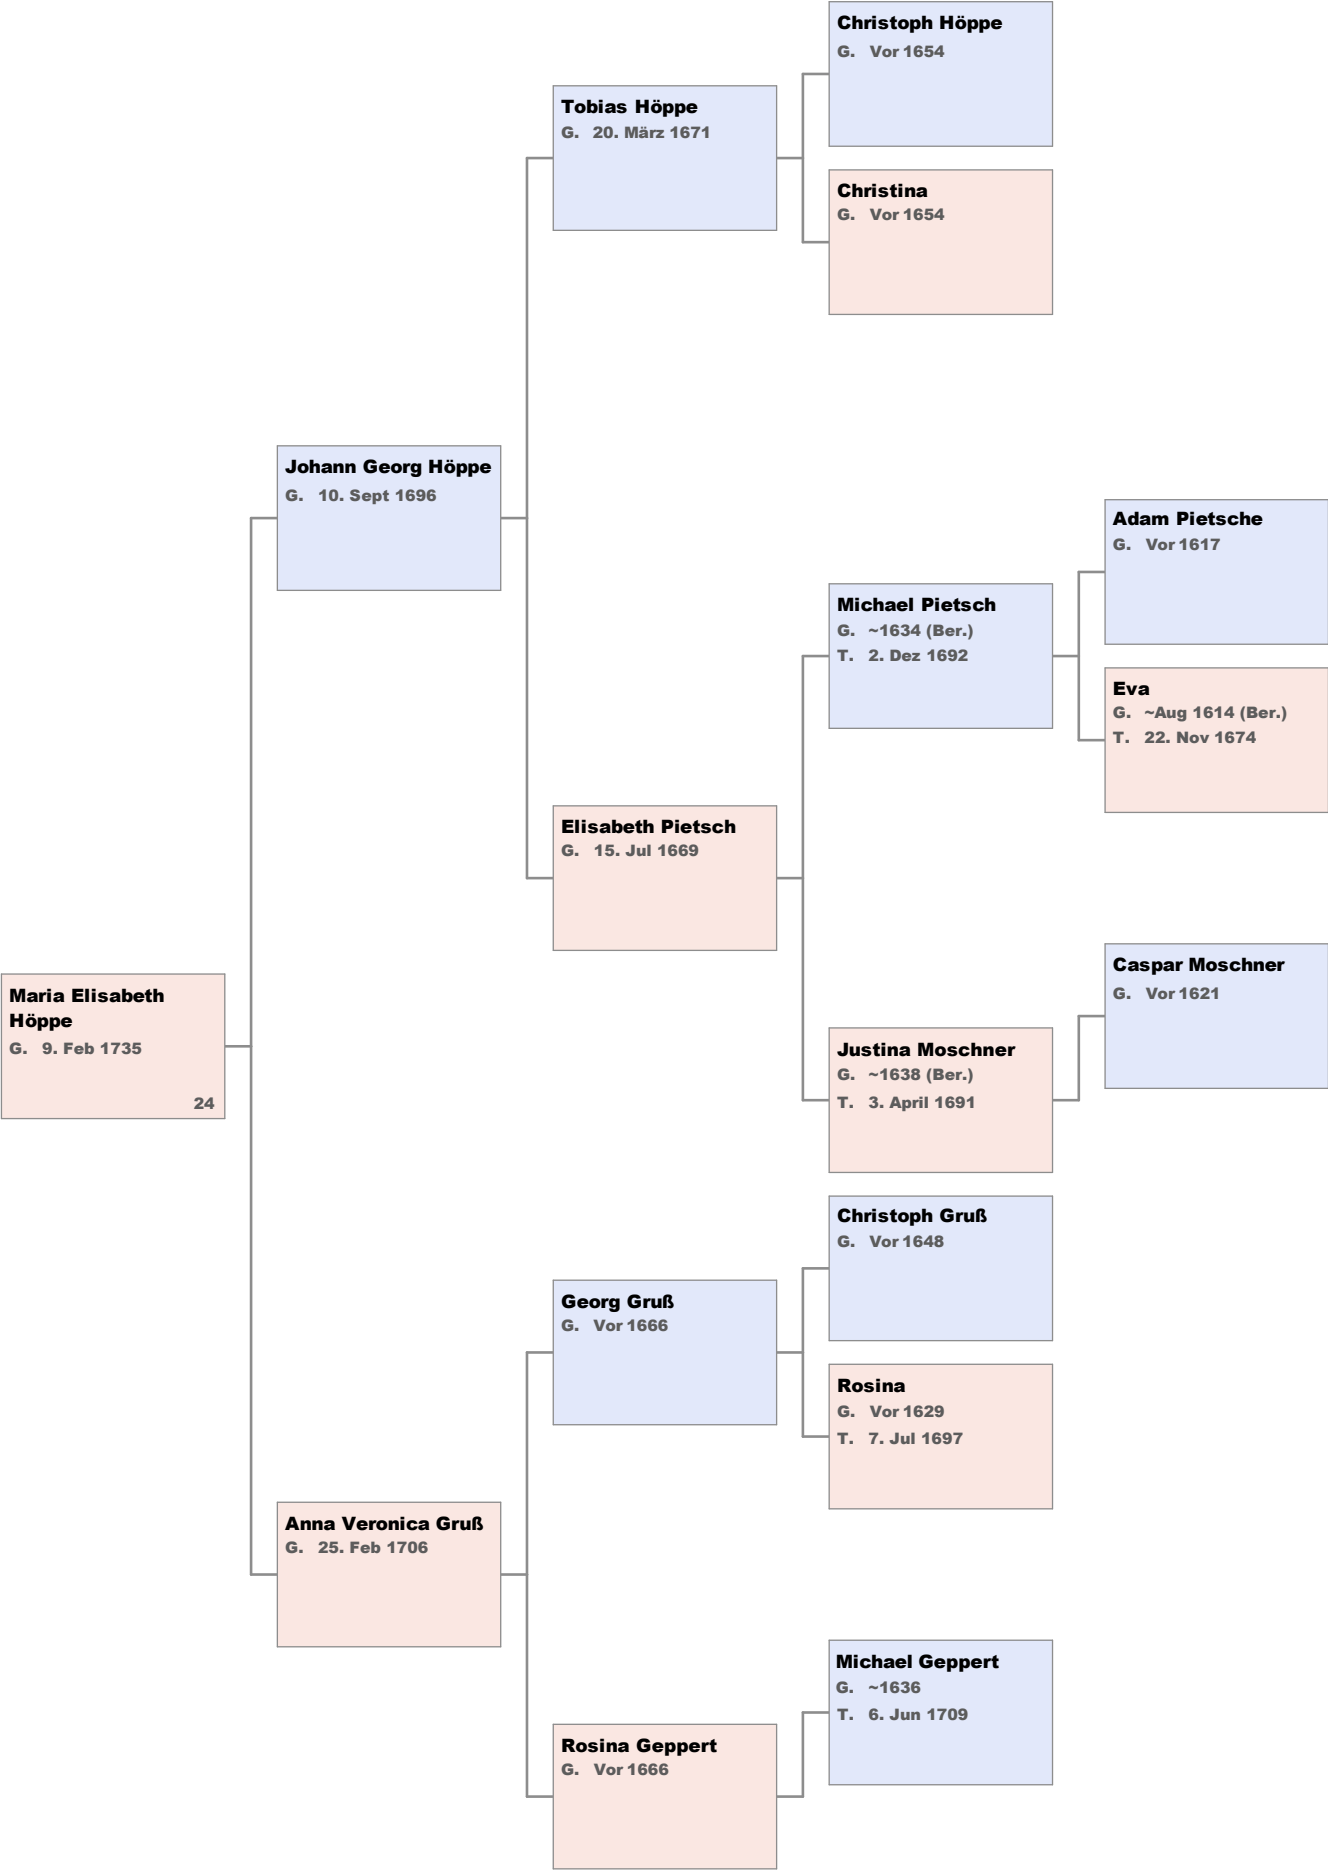 Christoph Höppe
G. Vor 1654
Tobias Höppe
G. 20. März 1671
Christina
G. Vor 1654
Johann Georg Höppe
G. 10. Sept 1696
Adam Pietsche
G. Vor 1617
Michael Pietsch
G. ~1634 (Ber.)
T. 2. Dez 1692
Eva
G. ~Aug 1614 (Ber.)
T. 22. Nov 1674
Elisabeth Pietsch
G. 15. Jul 1669
Caspar Moschner
G. Vor 1621
Maria Elisabeth
Höppe
G. 9. Feb 1735
24
Justina Moschner
G. ~1638 (Ber.)
T. 3. April 1691
Christoph Gruß
G. Vor 1648
Georg Gruß
G. Vor 1666
Rosina
G. Vor 1629
T. 7. Jul 1697
Anna Veronica Gruß
G. 25. Feb 1706
Michael Geppert
G. ~1636
T. 6. Jun 1709
Rosina Geppert
G. Vor 1666